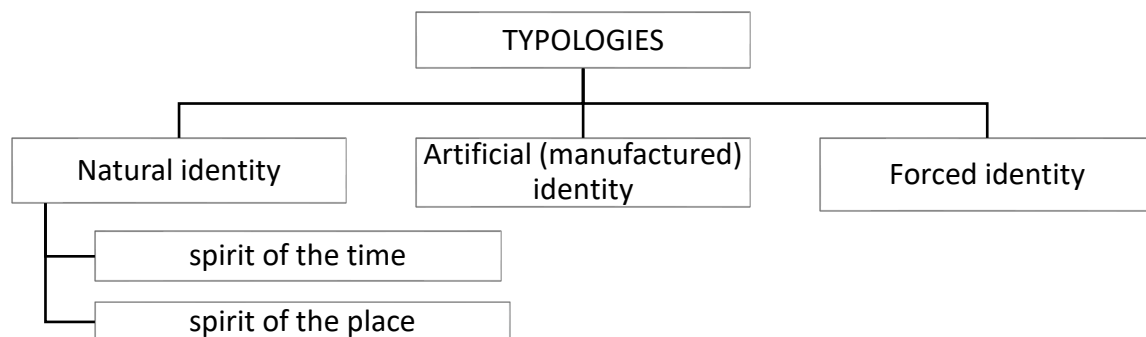 TYPOLOGIES
Natural identity
Artificial (manufactured)
identity
Forced identity
spirit of the time
spirit of the place